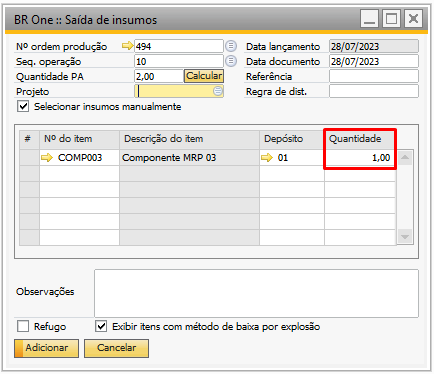 BR One :: Saída de insumos
Nº ordem produção 494 Data lançamento 28/07/2023
Seq. operação 10 Data documento 28/07/2023
Quantidade PA 2,00 Calcular Referência
Projeto Regra de dist.
Selecionar insumos manualmente
# Nº do item Descrição do item Depósito Quantidade
COMP003 Componente MRP 03 01 1,00
Observações
Refugo Exibir itens com método de baixa por explosão
Adicionar Cancelar